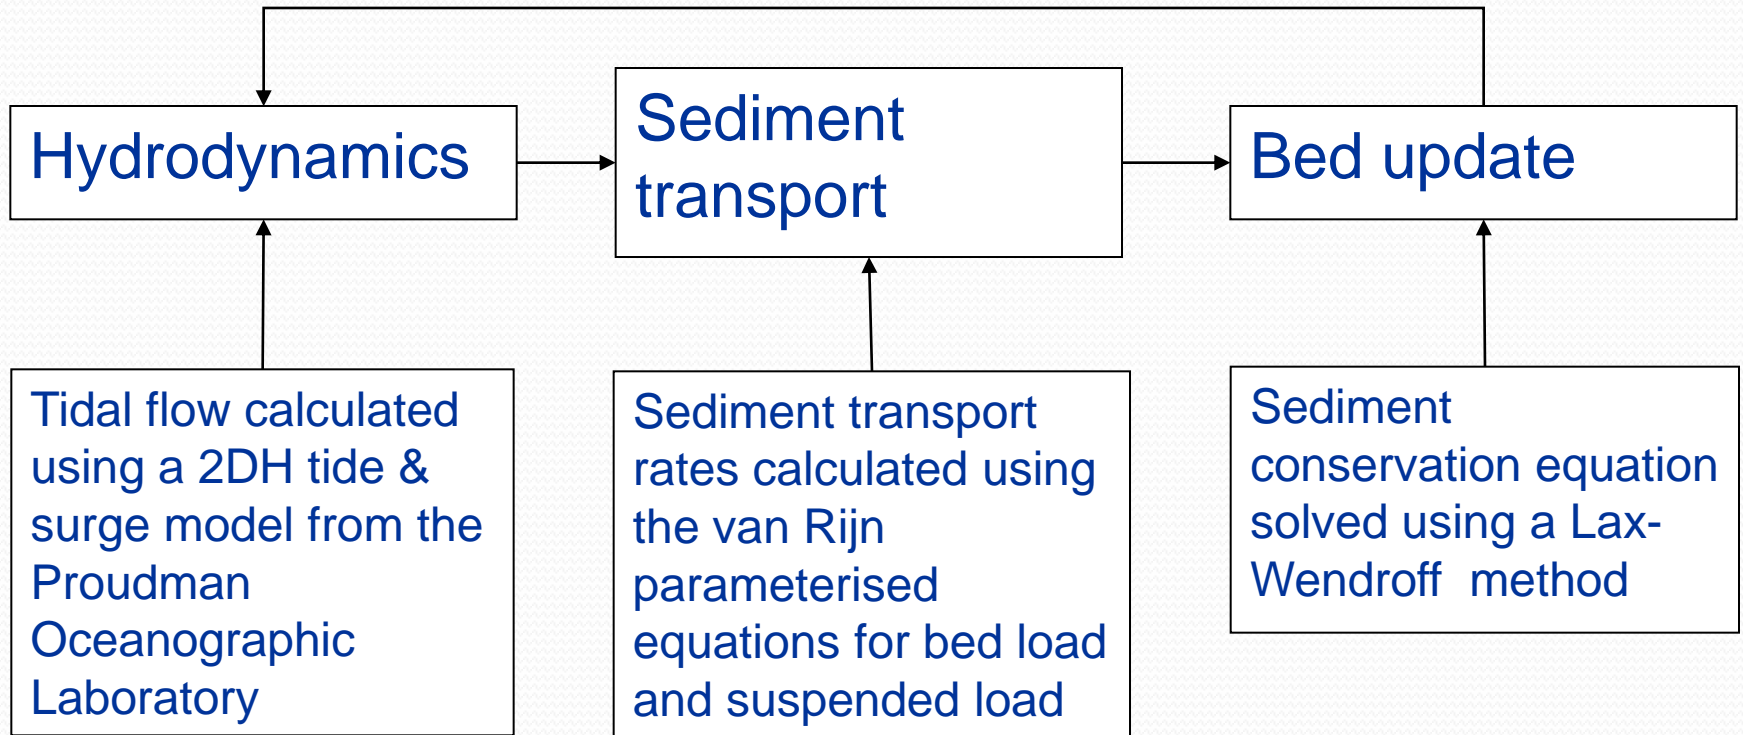 Hydrodynamics
Sediment
transport
Bed update
Tidal flow calculated
using a 2DH tide &
surge model from the
Proudman
Oceanographic
Laboratory
Sediment transport
rates calculated using
the van Rijn
parameterised
equations for bed load
and suspended load
Sediment
conservation equation
solved using a Lax-
Wendroff  method